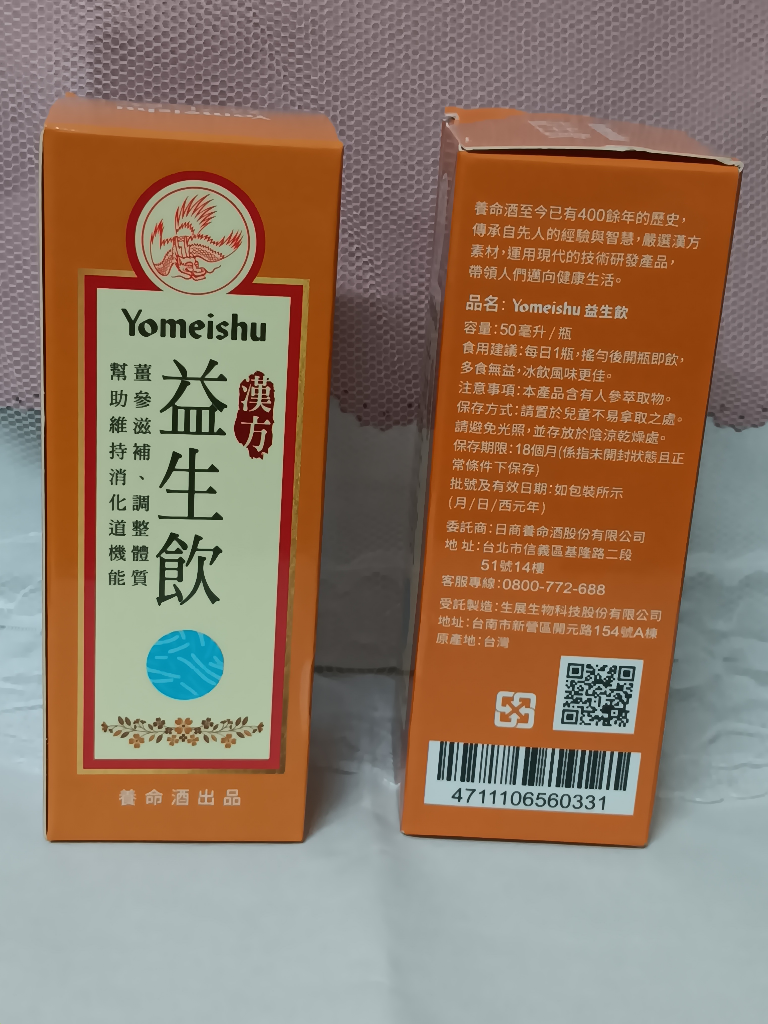 Yomeishu
Yomeishu
漢方
益生飲
薑參滋補、調整體質
幫助維持消化道機能
養命酒出品
養命酒至今已有400餘年的歷史，
傳承自先人的經驗與智慧，嚴選漢方
素材，運用現代的技術研發產品，
帶領人們邁向健康生活。
品名：Yomeishu 益生飲
容量：50毫升/瓶
食用建議：每日1瓶，搖勻後開瓶即飲，
多食無益，冰飲風味更佳。
注意事項：本產品含有人參萃取物。
保存方式：請置於兒童不易拿取之處。
請避免光照，並存放於陰涼乾燥處。
保存期限：18個月(係指未開封狀態且正
常條件下保存)
批號及有效日期：如包裝所示
(月/日/西元年)
委託商：日商養命酒股份有限公司
地 址：台北市信義區基隆路二段
51號14樓
客服專線：0800-772-688
受託製造：生展生物科技股份有限公司
地址：台南市新營區開元路154號A棟
原產地：台灣
4711106560331